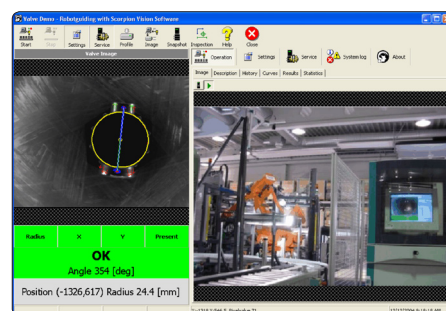 Valve Demo - Robotguiding with Scorpion Vision Software
Start Stop Settings Service Profile Image Snapshot Inspection Help Close
Valve Image
Operation Settings Service System log About
Image Description History Curves Results Statistics
Radius X Y Present
OK
Angle 354 [deg]
Position (-1326,617) Radius 24.4 [mm]